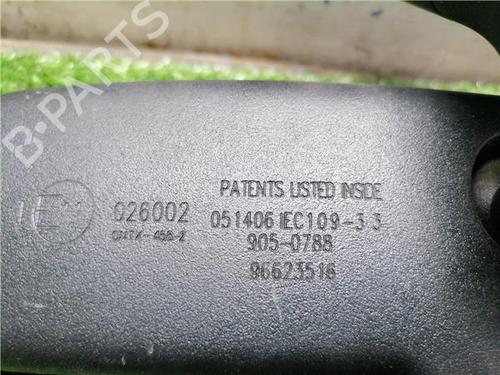 B-PARTS
PATENTS LISTED INSIDE
026002
051406 IEC109-3 3
905-0788
96623516